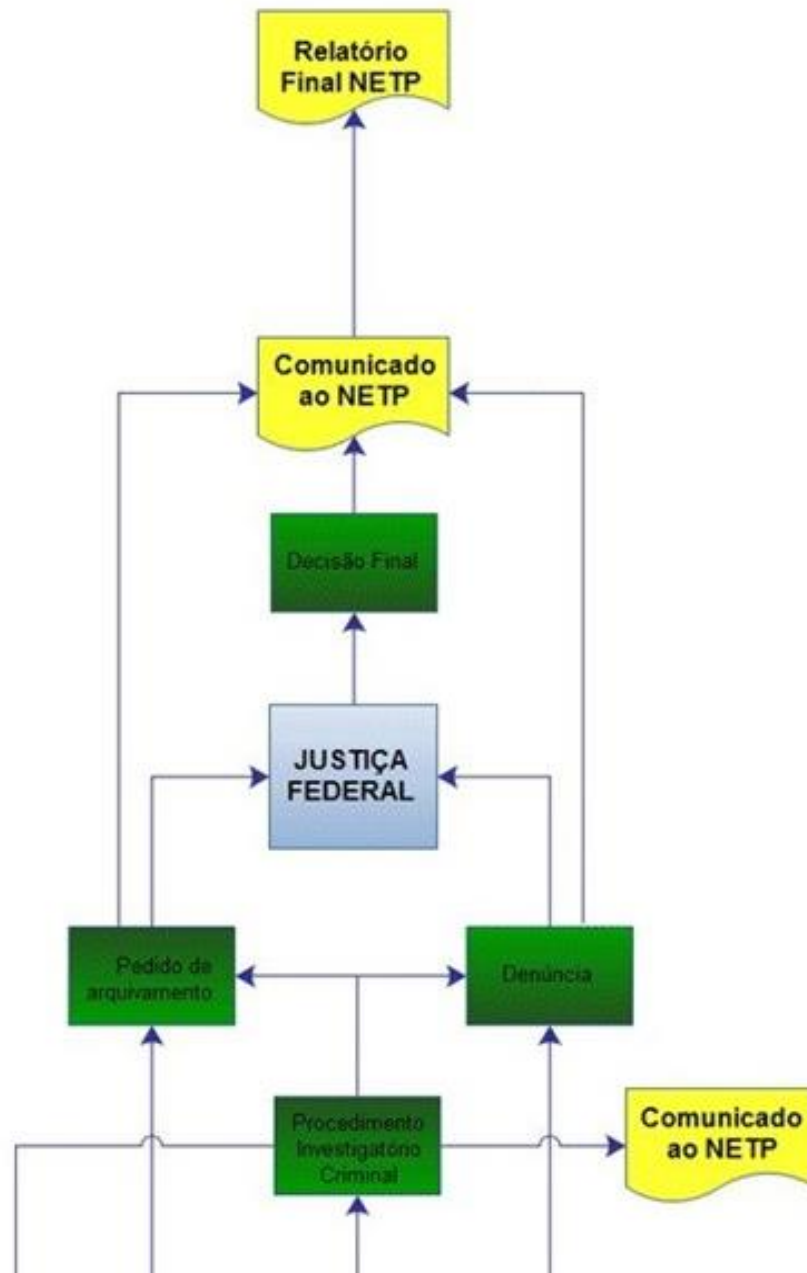 Relatório
Final NETP
Comunicado
ao NETP
Decisão Final
JUSTIÇA
FEDERAL
Pedido de
arquivamento
Denúncia
Procedimento
Investigatório
Criminal
Comunicado
ao NETP